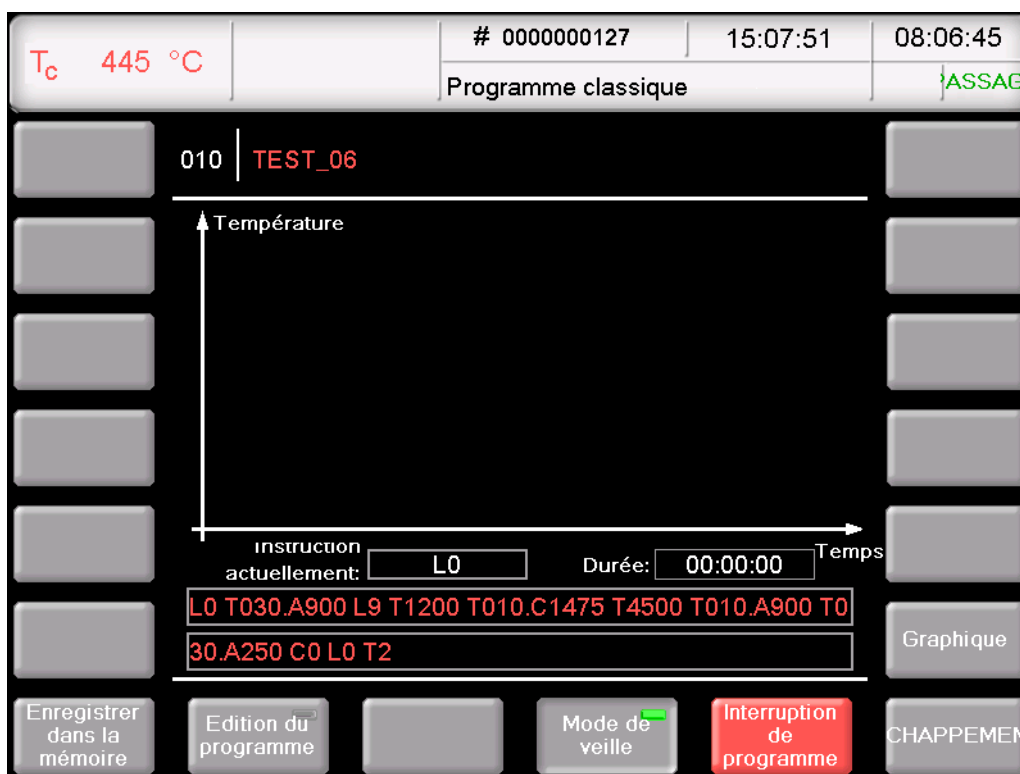 Tc 445 °C
# 0000000127
15:07:51
08:06:45
Programme classique
PASSAG
010
TEST_06
Température
Temps
Instruction
actuellement:
L0
Durée:
00:00:00
L0 T030.A900 L9 T1200 T010.C1475 T4500 T010.A900 T0
30.A250 C0 L0 T2
Graphique
Enregistrer
dans la
mémoire
Edition du
programme
Mode de
veille
Interruption
de
programme
CHAPPEMEN